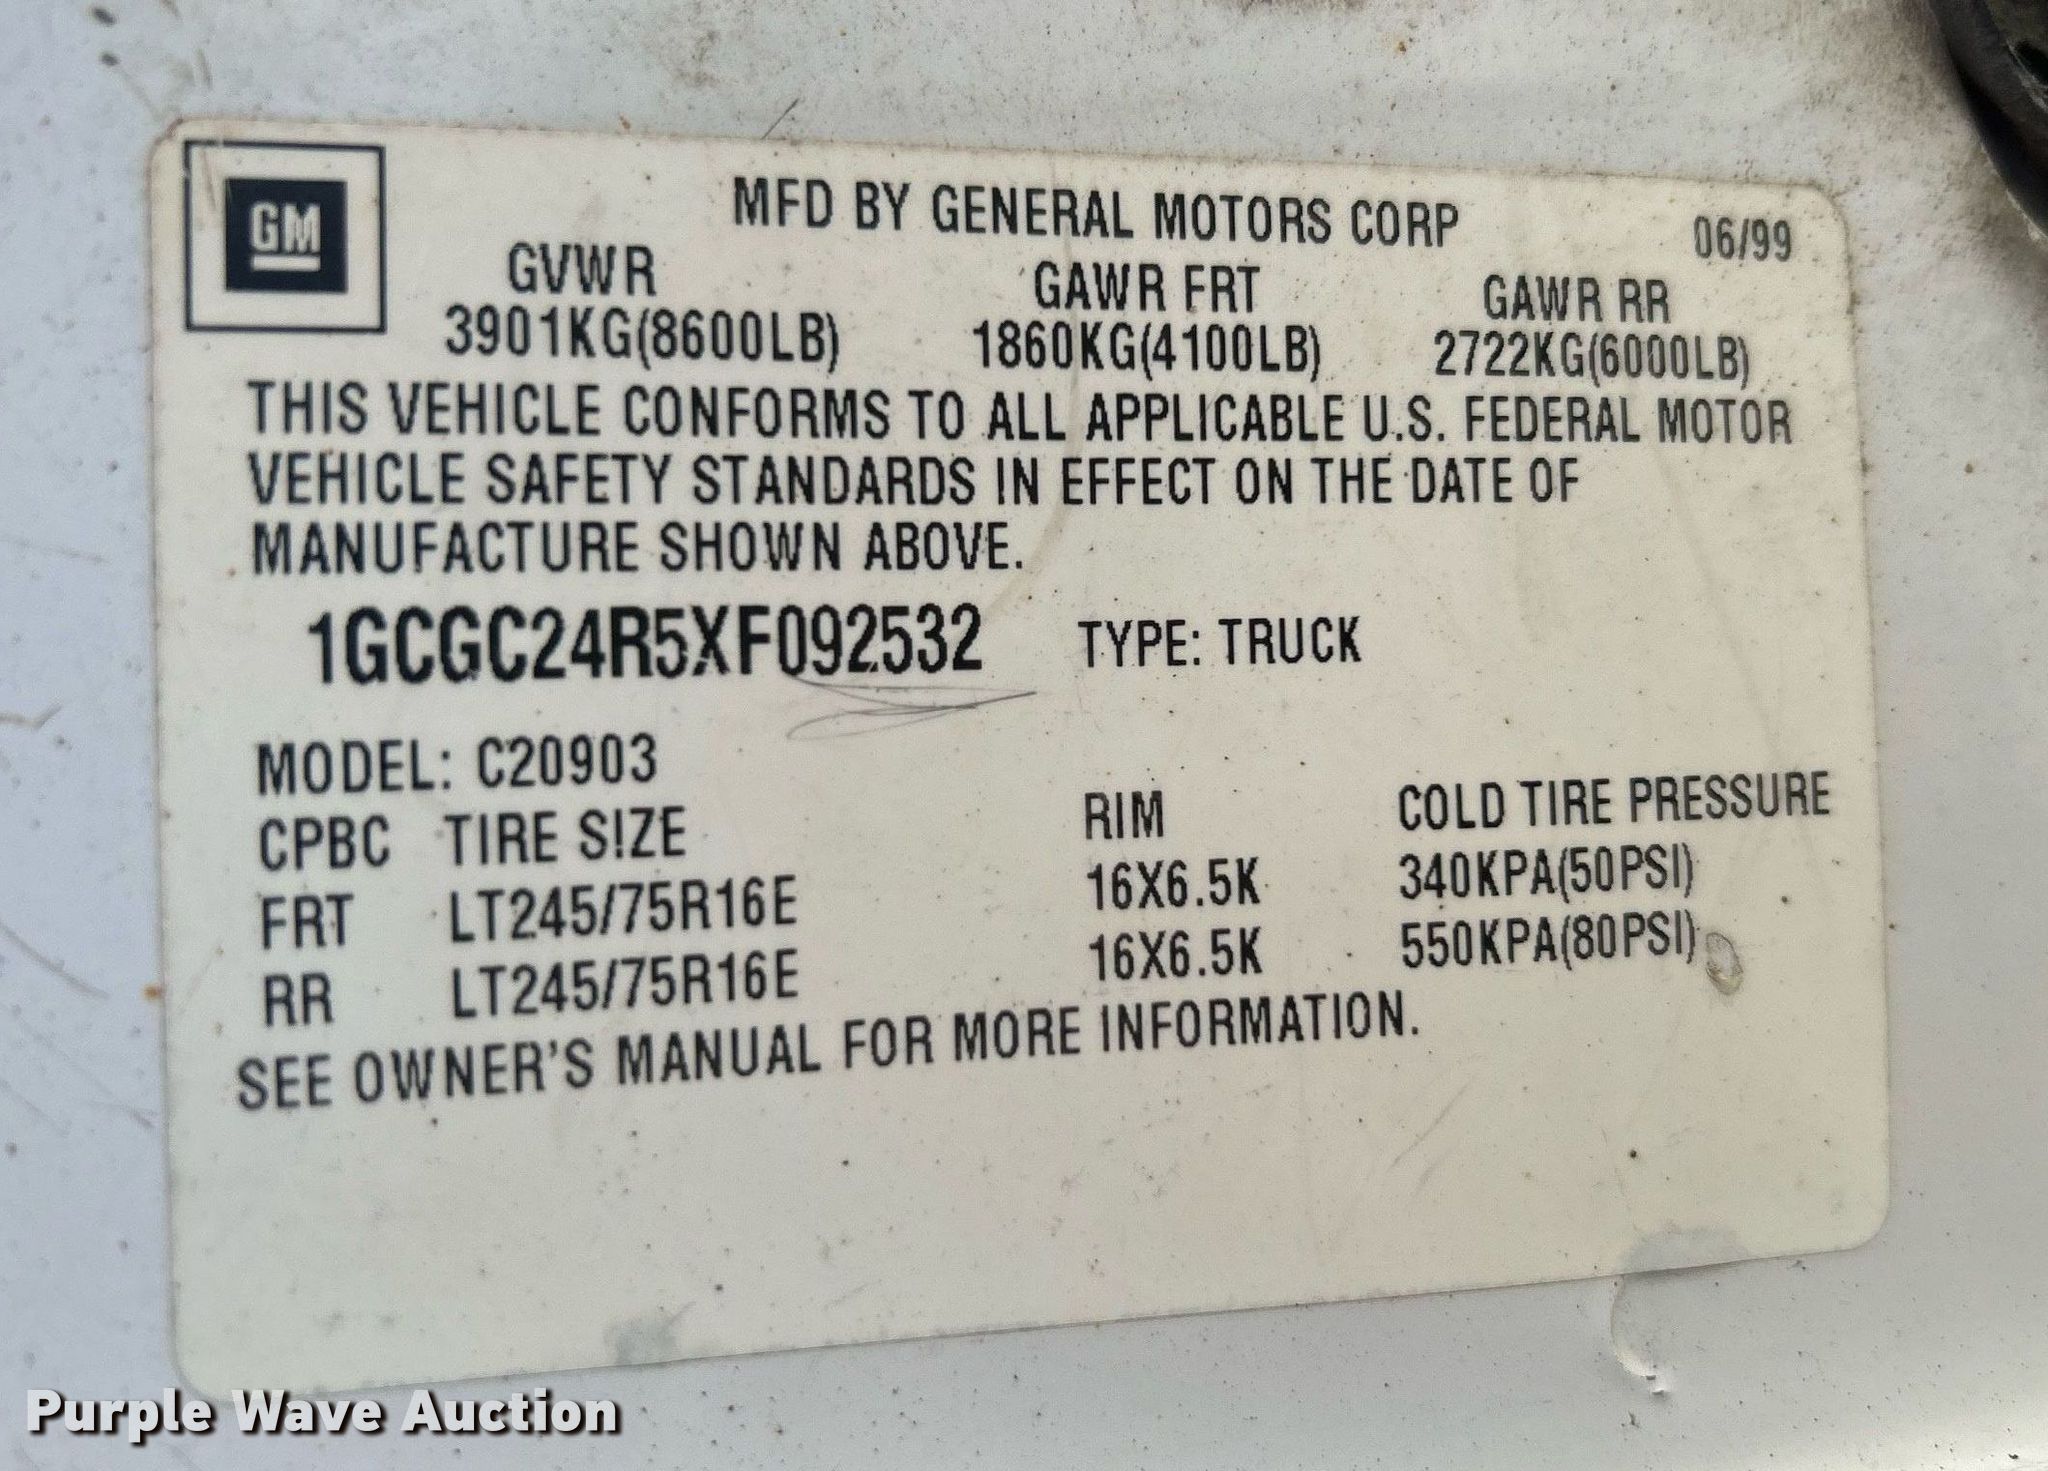 GM
MFD BY GENERAL MOTORS CORP
06/99
GVWR GAWR FRT GAWR RR
3901KG(8600LB) 1860KG(4100LB) 2722KG(6000LB)
THIS VEHICLE CONFORMS TO ALL APPLICABLE U.S. FEDERAL MOTOR
VEHICLE SAFETY STANDARDS IN EFFECT ON THE DATE OF
MANUFACTURE SHOWN ABOVE.
1GCGC24R5XF092532 TYPE: TRUCK
MODEL: C20903
CPBC TIRE SIZE RIM COLD TIRE PRESSURE
FRT LT245/75R16E 16X6.5K 340KPA(50PSI)
RR LT245/75R16E 16X6.5K 550KPA(80PSI)
SEE OWNER'S MANUAL FOR MORE INFORMATION.
Purple Wave Auction